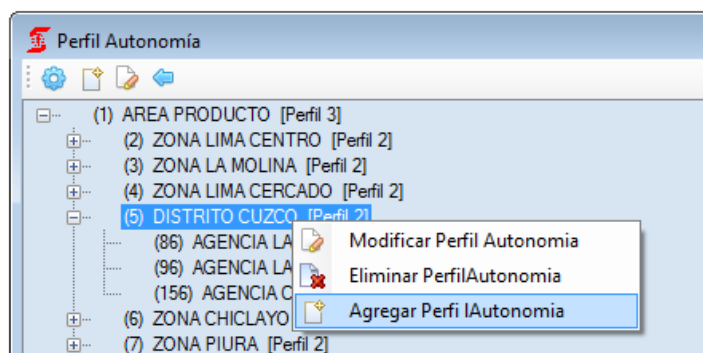 Perfil Autonomía
(1) AREA PRODUCTO [Perfil 3]
(2) ZONA LIMA CENTRO [Perfil 2]
(3) ZONA LA MOLINA [Perfil 2]
(4) ZONA LIMA CERCADO [Perfil 2]
(5) DISTRITO CUZCO [Perfil 2]
(86) AGENCIA LA
Modificar Perfil Autonomia
(96) AGENCIA LA
Eliminar PerfilAutonomia
(156) AGENCIA C
Agregar Perfi lAutonomia
(6) ZONA CHICLAYO
(7) ZONA PIURA [Perfil 2]